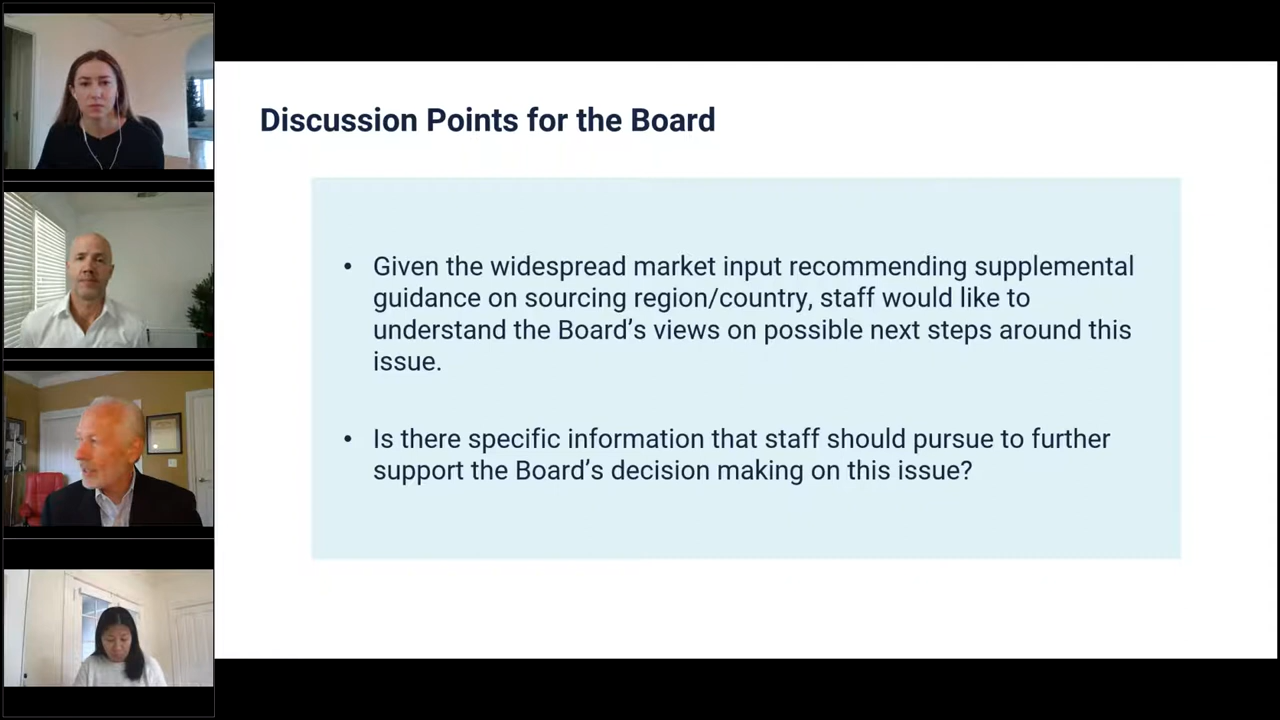 Discussion Points for the Board
• Given the widespread market input recommending supplemental
guidance on sourcing region/country, staff would like to
understand the Board’s views on possible next steps around this
issue.
• Is there specific information that staff should pursue to further
support the Board’s decision making on this issue?